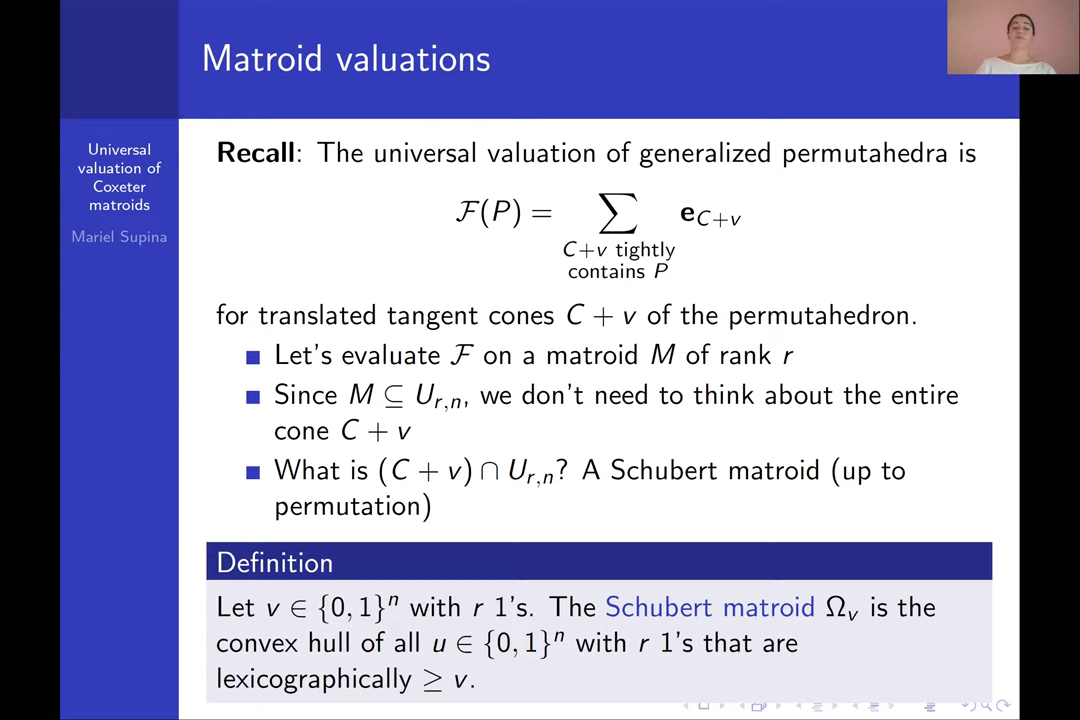 Matroid valuations
Universal
valuation of
Coxeter
matroids
Mariel Supina
Recall: The universal valuation of generalized permutahedra is
ℱ(P) = ∑ e_{C+v}
C+v tightly
contains P
for translated tangent cones C + v of the permutahedron.
Let's evaluate ℱ on a matroid M of rank r
Since M ⊆ U_{r,n}, we don't need to think about the entire
cone C + v
What is (C + v) ∩ U_{r,n}? A Schubert matroid (up to
permutation)
Definition
Let v ∈ {0, 1}^n with r 1's. The Schubert matroid Ω_v is the
convex hull of all u ∈ {0, 1}^n with r 1's that are
lexicographically ≥ v.